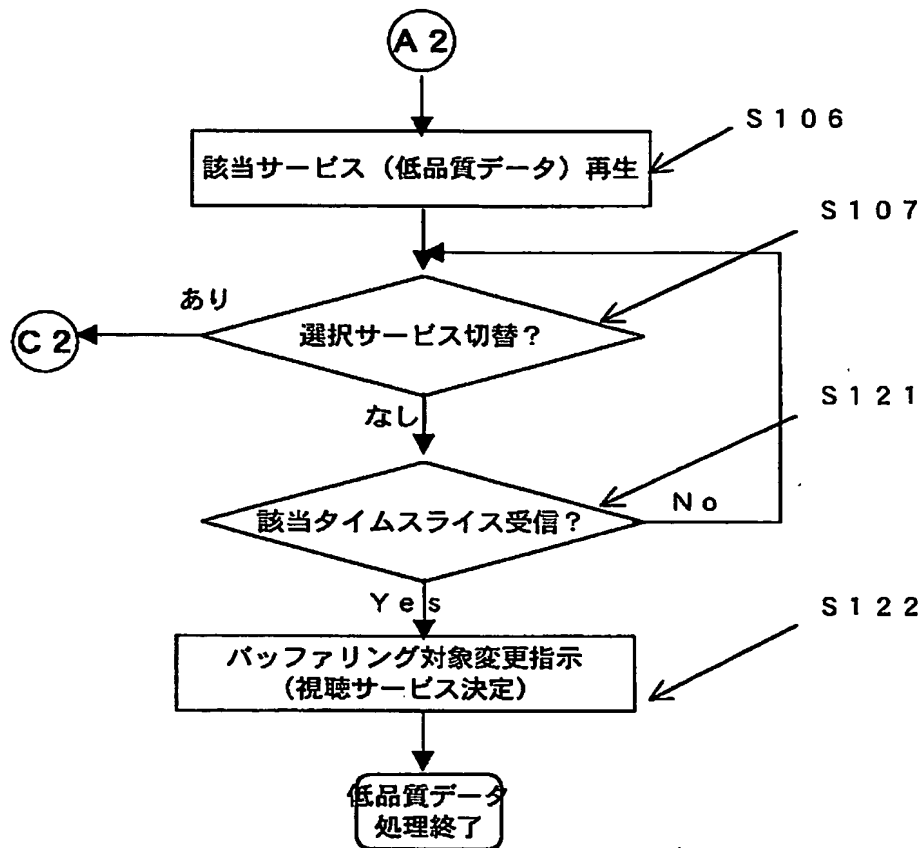 A2
S106
該当サービス（低品質データ）再生
S107
あり
C2
選択サービス切替？
なし
S121
該当タイムスライス受信？
No
Yes
S122
バッファリング対象変更指示
（視聴サービス決定）
低品質データ
処理終了